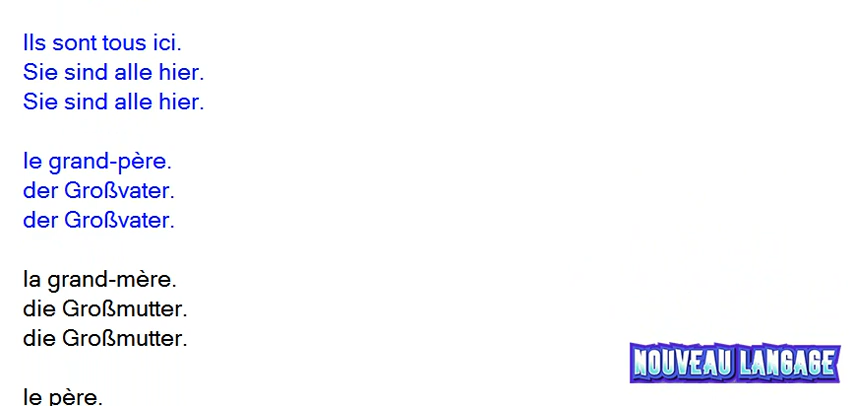 Ils sont tous ici.
Sie sind alle hier.
Sie sind alle hier.
le grand-père.
der Großvater.
der Großvater.
la grand-mère.
die Großmutter.
die Großmutter.
NOUVEAU LANGAGE
le père.